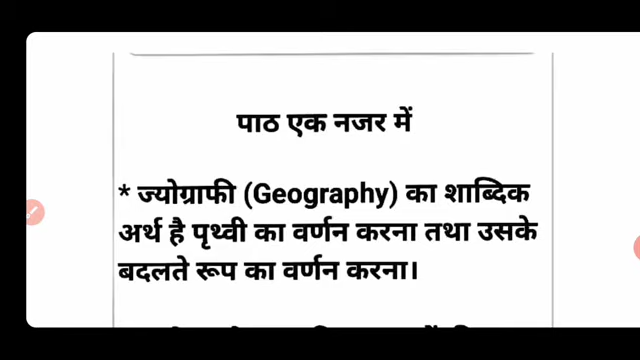 पाठ एक नजर में
* ज्योग्राफी (Geography) का शाब्दिक
अर्थ है पृथ्वी का वर्णन करना तथा उसके
बदलते रूप का वर्णन करना।